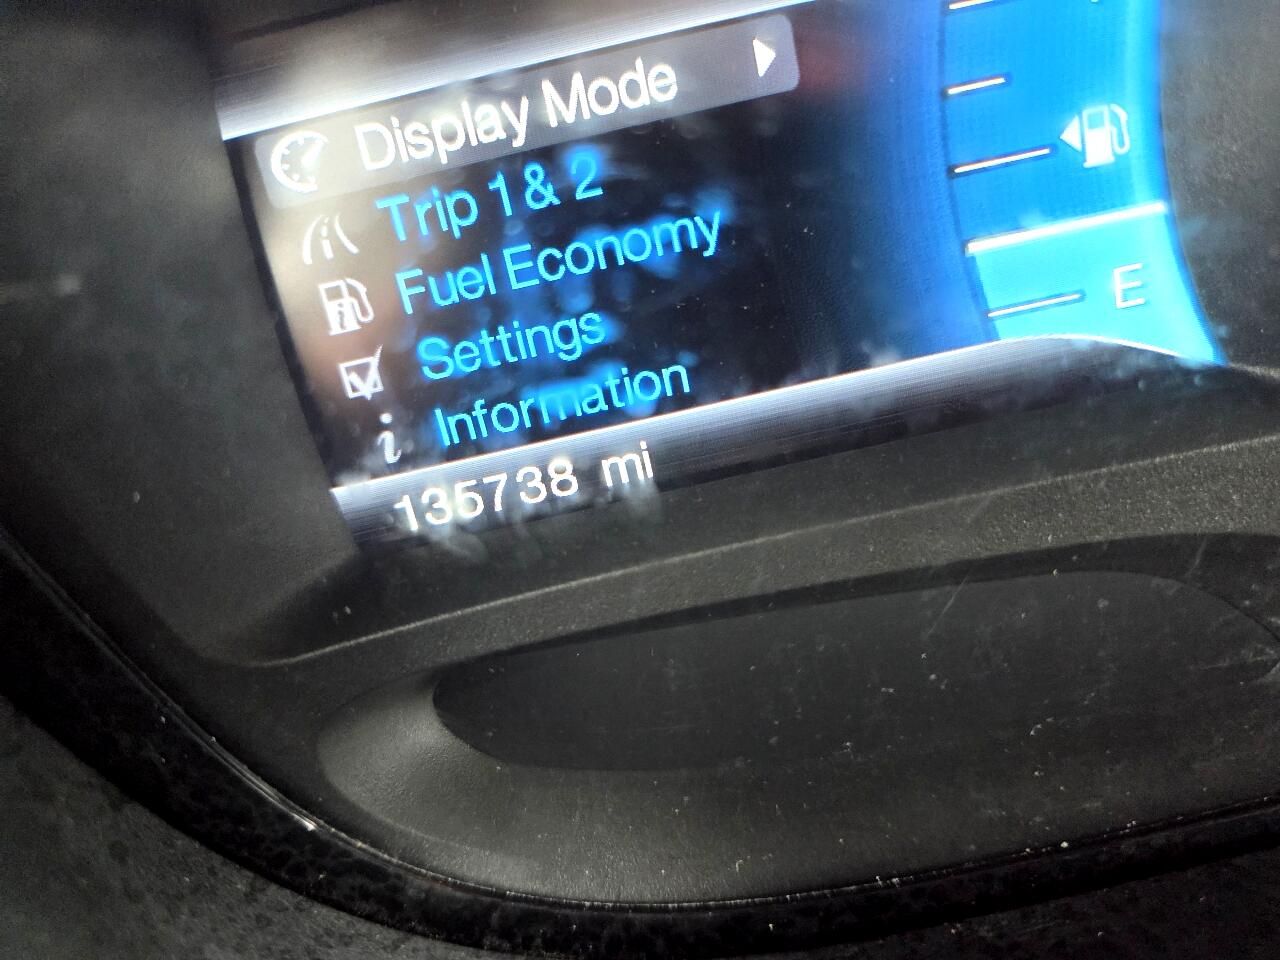 Display Mode
Trip 1 & 2
Fuel Economy
Settings
Information
135738 mi
E